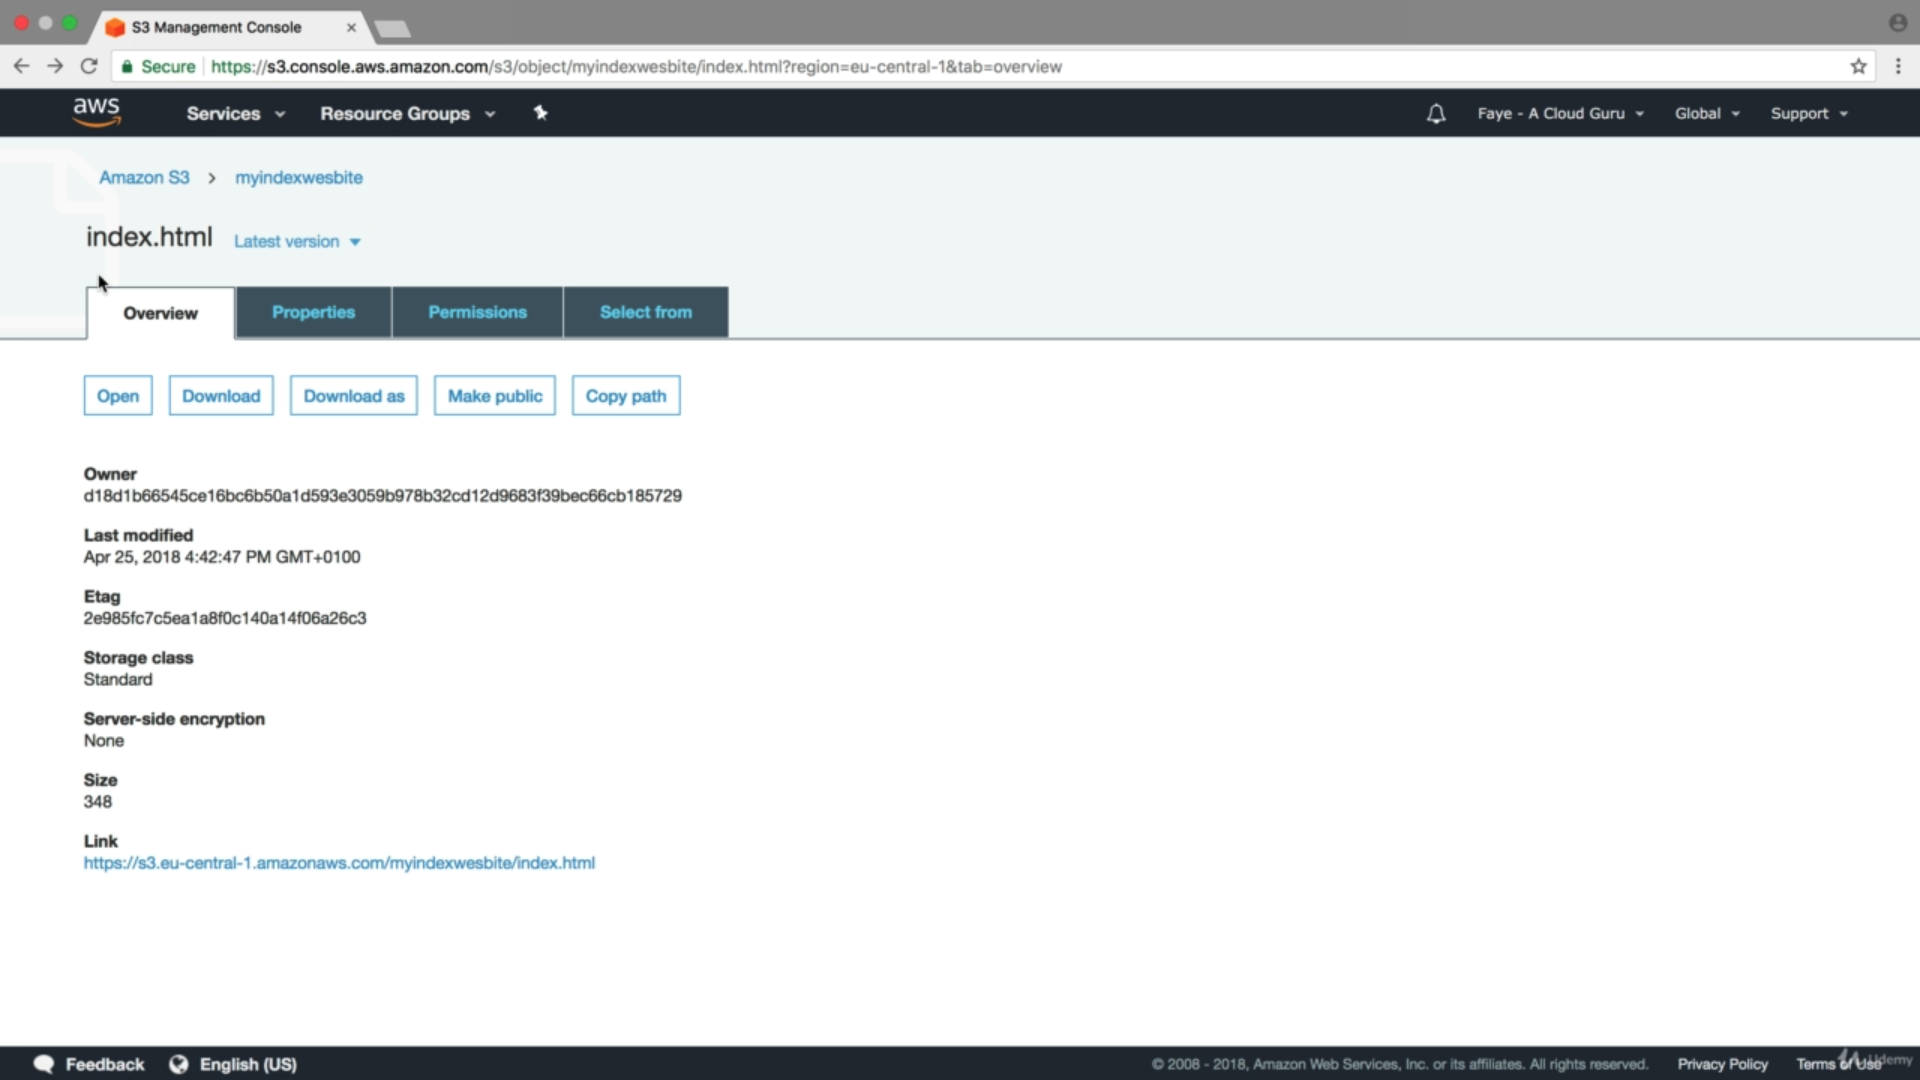 S3 Management Console
Secure https://s3.console.aws.amazon.com/s3/object/myindexwesbite/index.html?region=eu-central-1&tab=overview
aws Services Resource Groups Faye - A Cloud Guru Global Support
Amazon S3 > myindexwesbite
index.html Latest version
Overview Properties Permissions Select from
Open Download Download as Make public Copy path
Owner
d18d1b66545ce16bc6b50a1d593e3059b978b32cd12d9683f39bec66cb185729
Last modified
Apr 25, 2018 4:42:47 PM GMT+0100
Etag
2e985fc7c5ea1a8f0c140a14f06a26c3
Storage class
Standard
Server-side encryption
None
Size
348
Link
https://s3.eu-central-1.amazonaws.com/myindexwesbite/index.html
Feedback English (US) © 2008 - 2018, Amazon Web Services, Inc. or its affiliates. All rights reserved. Privacy Policy Terms of Use
Udemy